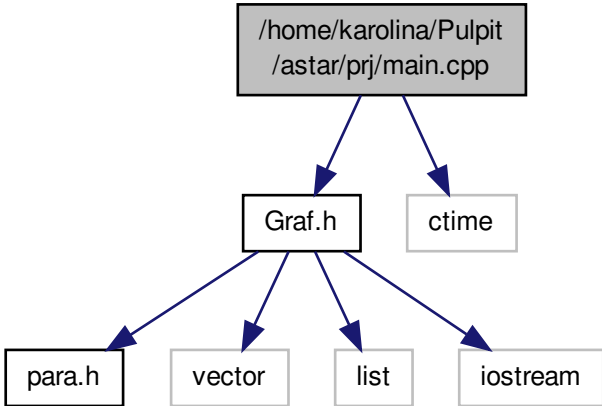 /home/karolina/Pulpit
/astar/prj/main.cpp
Graf.h
ctime
para.h
vector
list
iostream